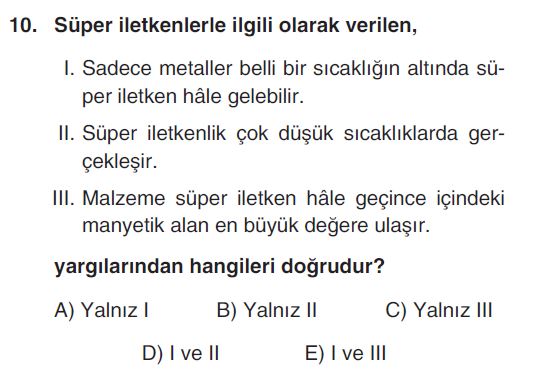 10. Süper iletkenlerle ilgili olarak verilen,
I. Sadece metaller belli bir sıcaklığın altında sü-
per iletken hâle gelebilir.
II. Süper iletkenlik çok düşük sıcaklıklarda ger-
çekleşir.
III. Malzeme süper iletken hâle geçince içindeki
manyetik alan en büyük değere ulaşır.
yargılarından hangileri doğrudur?
A) Yalnız I B) Yalnız II C) Yalnız III
D) I ve II E) I ve III